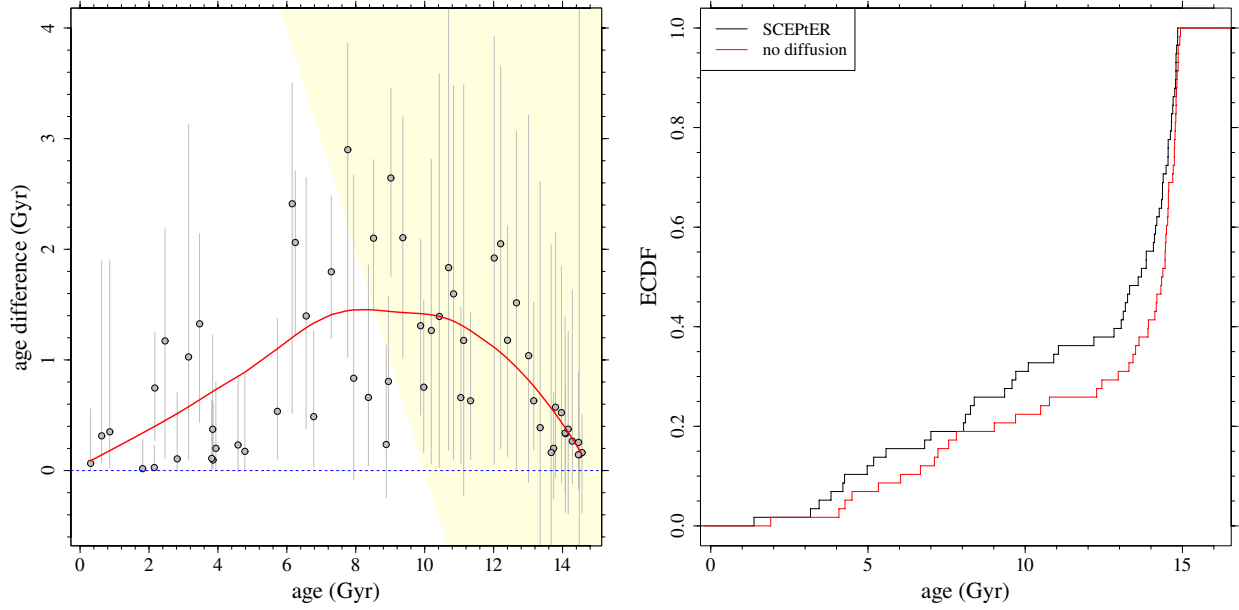 4
3
2
1
0
age difference (Gyr)
0 2 4 6 8 10 12 14
age (Gyr)
SCEPtER
no diffusion
1.0
0.8
0.6
0.4
0.2
0.0
ECDF
0 5 10 15
age (Gyr)